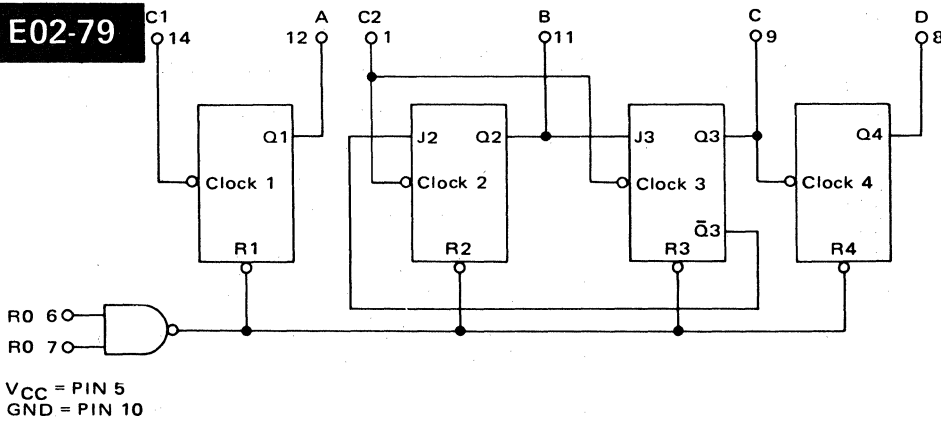 E02-79
C1 A C2 B C D
14 12 1 11 9 8
Q1 J2 Q2 J3 Q3 Q4
Clock 1 Clock 2 Clock 3 Clock 4
Q̅3
R1 R2 R3 R4
R0 6
R0 7
VCC = PIN 5
GND = PIN 10